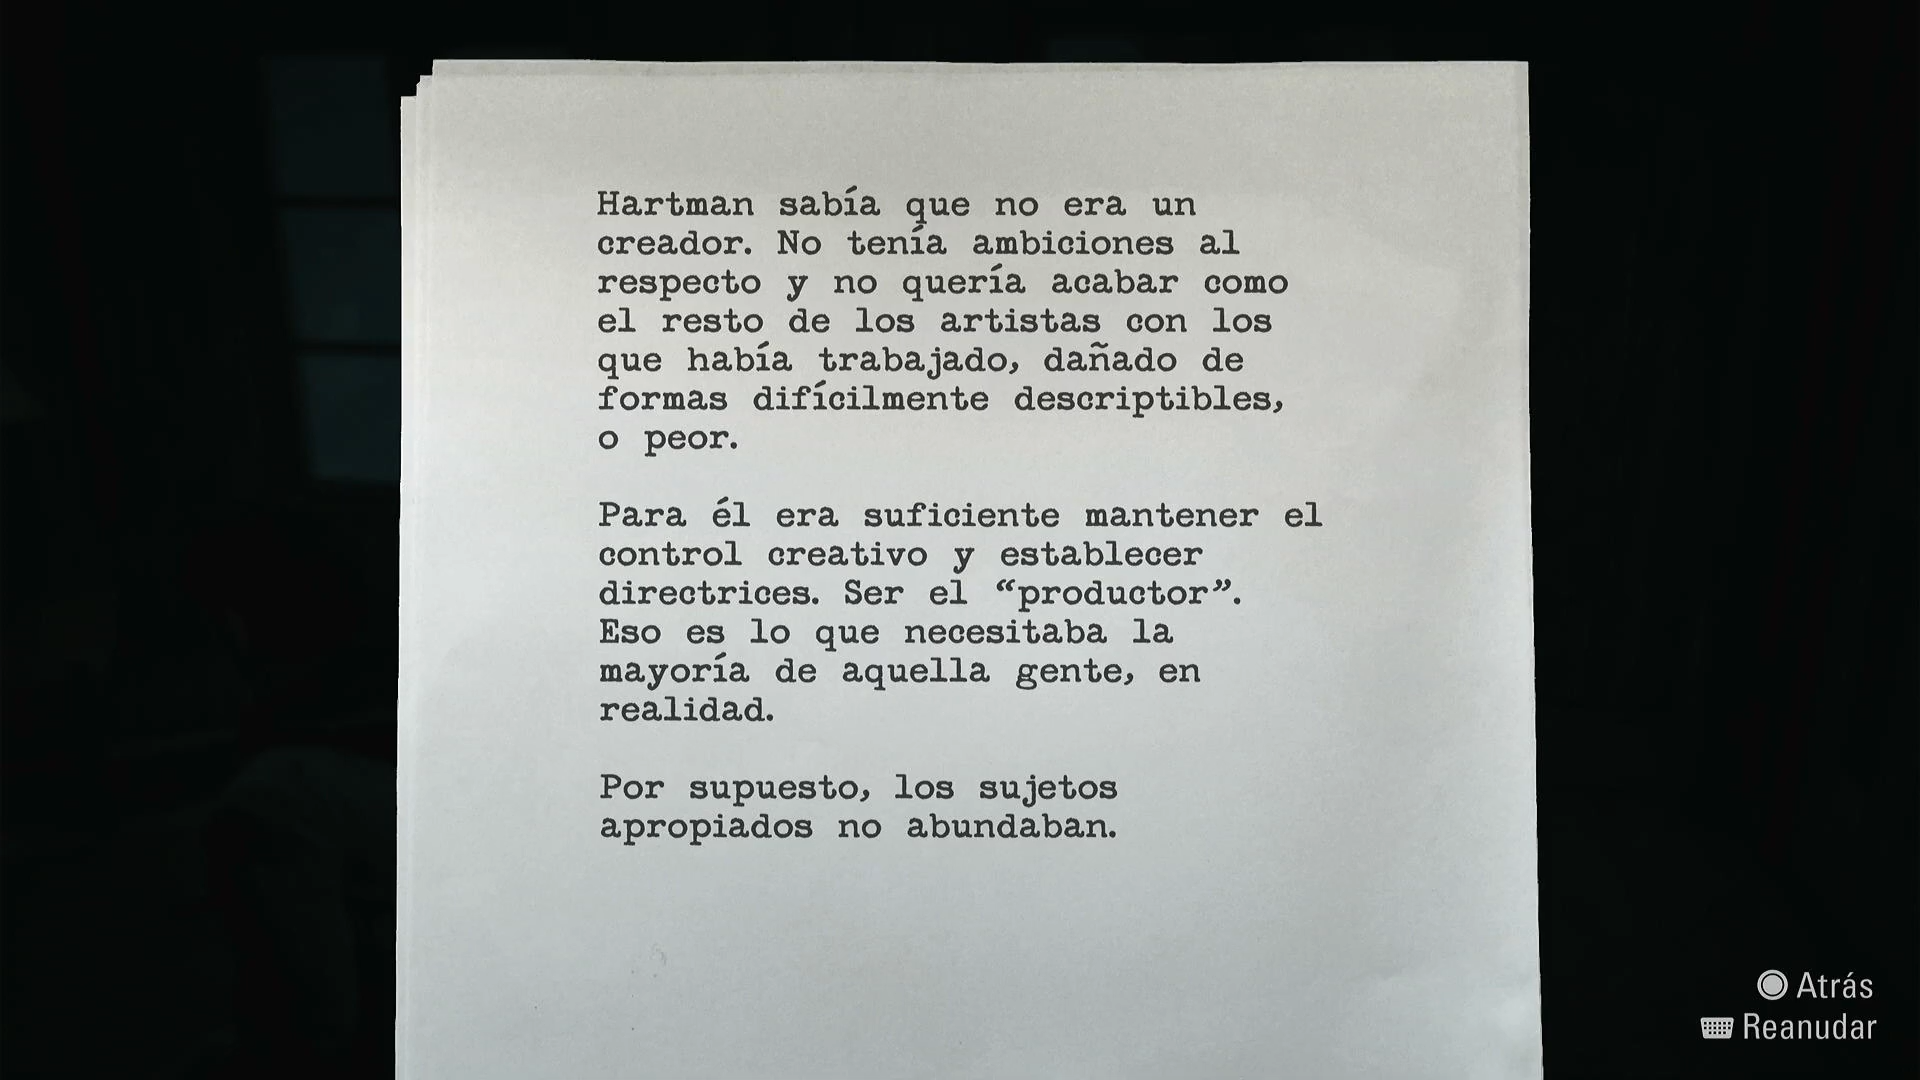 Hartman sabía que no era un
creador. No tenía ambiciones al
respecto y no quería acabar como
el resto de los artistas con los
que había trabajado, dañado de
formas difícilmente descriptibles,
o peor.
Para él era suficiente mantener el
control creativo y establecer
directrices. Ser el “productor”.
Eso es lo que necesitaba la
mayoría de aquella gente, en
realidad.
Por supuesto, los sujetos
apropiados no abundaban.
Atrás
Reanudar